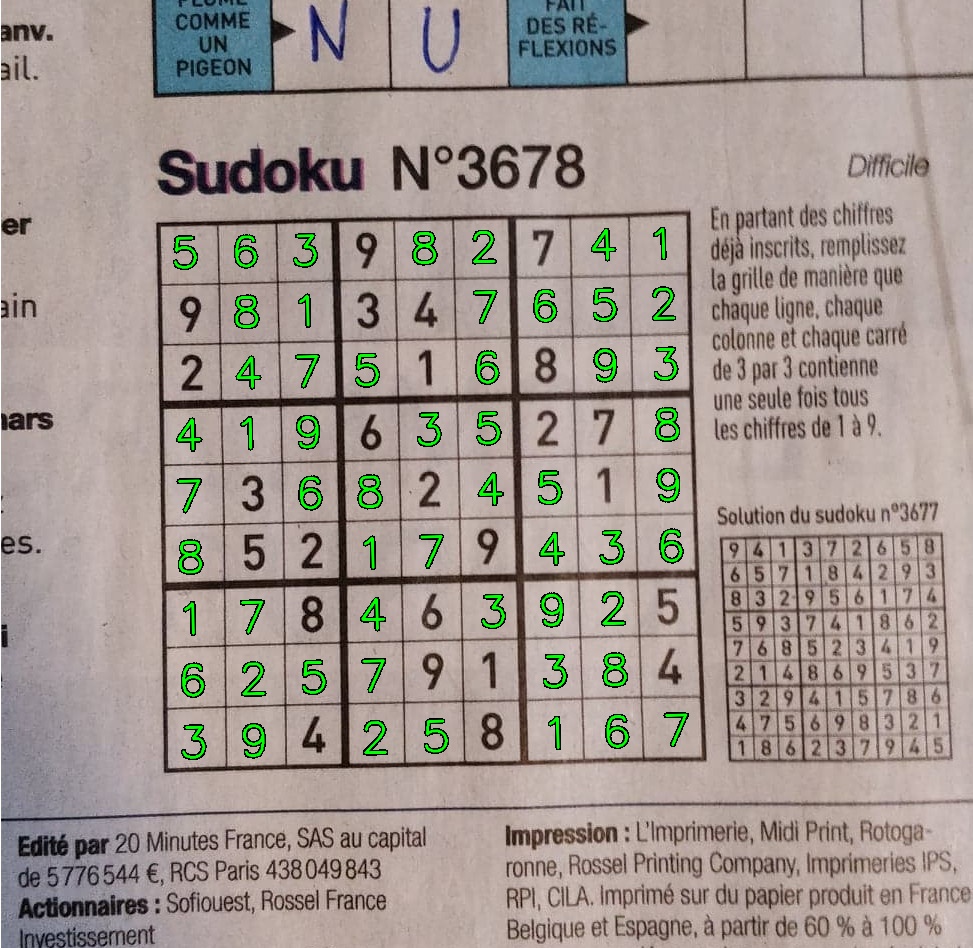 COMME
UN
PIGEON
N U
FAIT
DES RÉ-
FLEXIONS
anv.
ail.
er
ain
mars
es.
i
Sudoku N°3678
Difficile
5 6 3 9 8 2 7 4 1
9 8 1 3 4 7 6 5 2
2 4 7 5 1 6 8 9 3
4 1 9 6 3 5 2 7 8
7 3 6 8 2 4 5 1 9
8 5 2 1 7 9 4 3 6
1 7 8 4 6 3 9 2 5
6 2 5 7 9 1 3 8 4
3 9 4 2 5 8 1 6 7
En partant des chiffres
déjà inscrits, remplissez
la grille de manière que
chaque ligne, chaque
colonne et chaque carré
de 3 par 3 contienne
une seule fois tous
les chiffres de 1 à 9.
Solution du sudoku n°3677
9 4 1 3 7 2 6 5 8
6 5 7 1 8 4 2 9 3
8 3 2 9 5 6 1 7 4
5 9 3 7 4 1 8 6 2
7 6 8 5 2 3 4 1 9
2 1 4 8 6 9 5 3 7
3 2 9 4 1 5 7 8 6
4 7 5 6 9 8 3 2 1
1 8 6 2 3 7 9 4 5
Edité par 20 Minutes France, SAS au capital
de 5 776 544 €, RCS Paris 438 049 843
Actionnaires : Sofiouest, Rossel France
Investissement
Impression : L'Imprimerie, Midi Print, Rotoga-
ronne, Rossel Printing Company, Imprimeries IPS,
RPI, CILA. Imprimé sur du papier produit en France
Belgique et Espagne, à partir de 60 % à 100 %